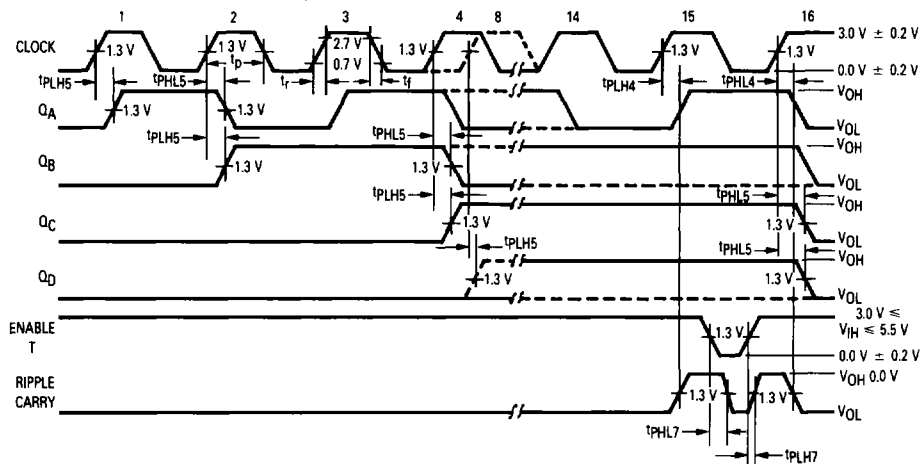 1 2 3 4 8 14 15 16
CLOCK 1.3 V 1.3 V tp 2.7 V 0.7 V 1.3 V 1.3 V 1.3 V 3.0 V ± 0.2 V
0.0 V ± 0.2 V
tPLH5 tPHL5 tr tf tPLH4 tPHL4
QA 1.3 V 1.3 V VOH
VOL
tPLH5 tPHL5
QB 1.3 V 1.3 V VOH
VOL
tPLH5 tPHL5
QC 1.3 V 1.3 V VOH
VOL
tPLH5 tPHL5
QD 1.3 V 1.3 V VOH
VOL
ENABLE T 1.3 V 3.0 V ≤ VIH ≤ 5.5 V
0.0 V ± 0.2 V
RIPPLE CARRY 1.3 V 1.3 V VOH 0.0 V
VOL
tPHL7
tPLH7